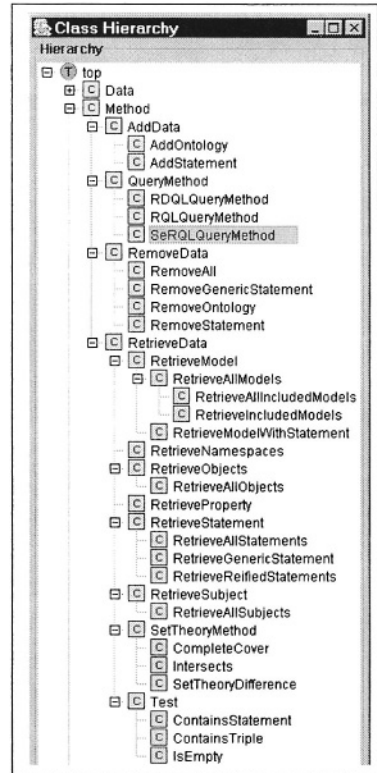 Class Hierarchy
Hierarchy
T top
C Data
C Method
C AddData
C AddOntology
C AddStatement
C QueryMethod
C RDQLQueryMethod
C RQLQueryMethod
C SeRQLQueryMethod
C RemoveData
C RemoveAll
C RemoveGenericStatement
C RemoveOntology
C RemoveStatement
C RetrieveData
C RetrieveModel
C RetrieveAllModels
C RetrieveAllIncludedModels
C RetrieveIncludedModels
C RetrieveModelWithStatement
C RetrieveNamespaces
C RetrieveObjects
C RetrieveAllObjects
C RetrieveProperty
C RetrieveStatement
C RetrieveAllStatements
C RetrieveGenericStatement
C RetrieveReifiedStatements
C RetrieveSubject
C RetrieveAllSubjects
C SetTheoryMethod
C CompleteCover
C Intersects
C SetTheoryDifference
C Test
C ContainsStatement
C ContainsTriple
C IsEmpty